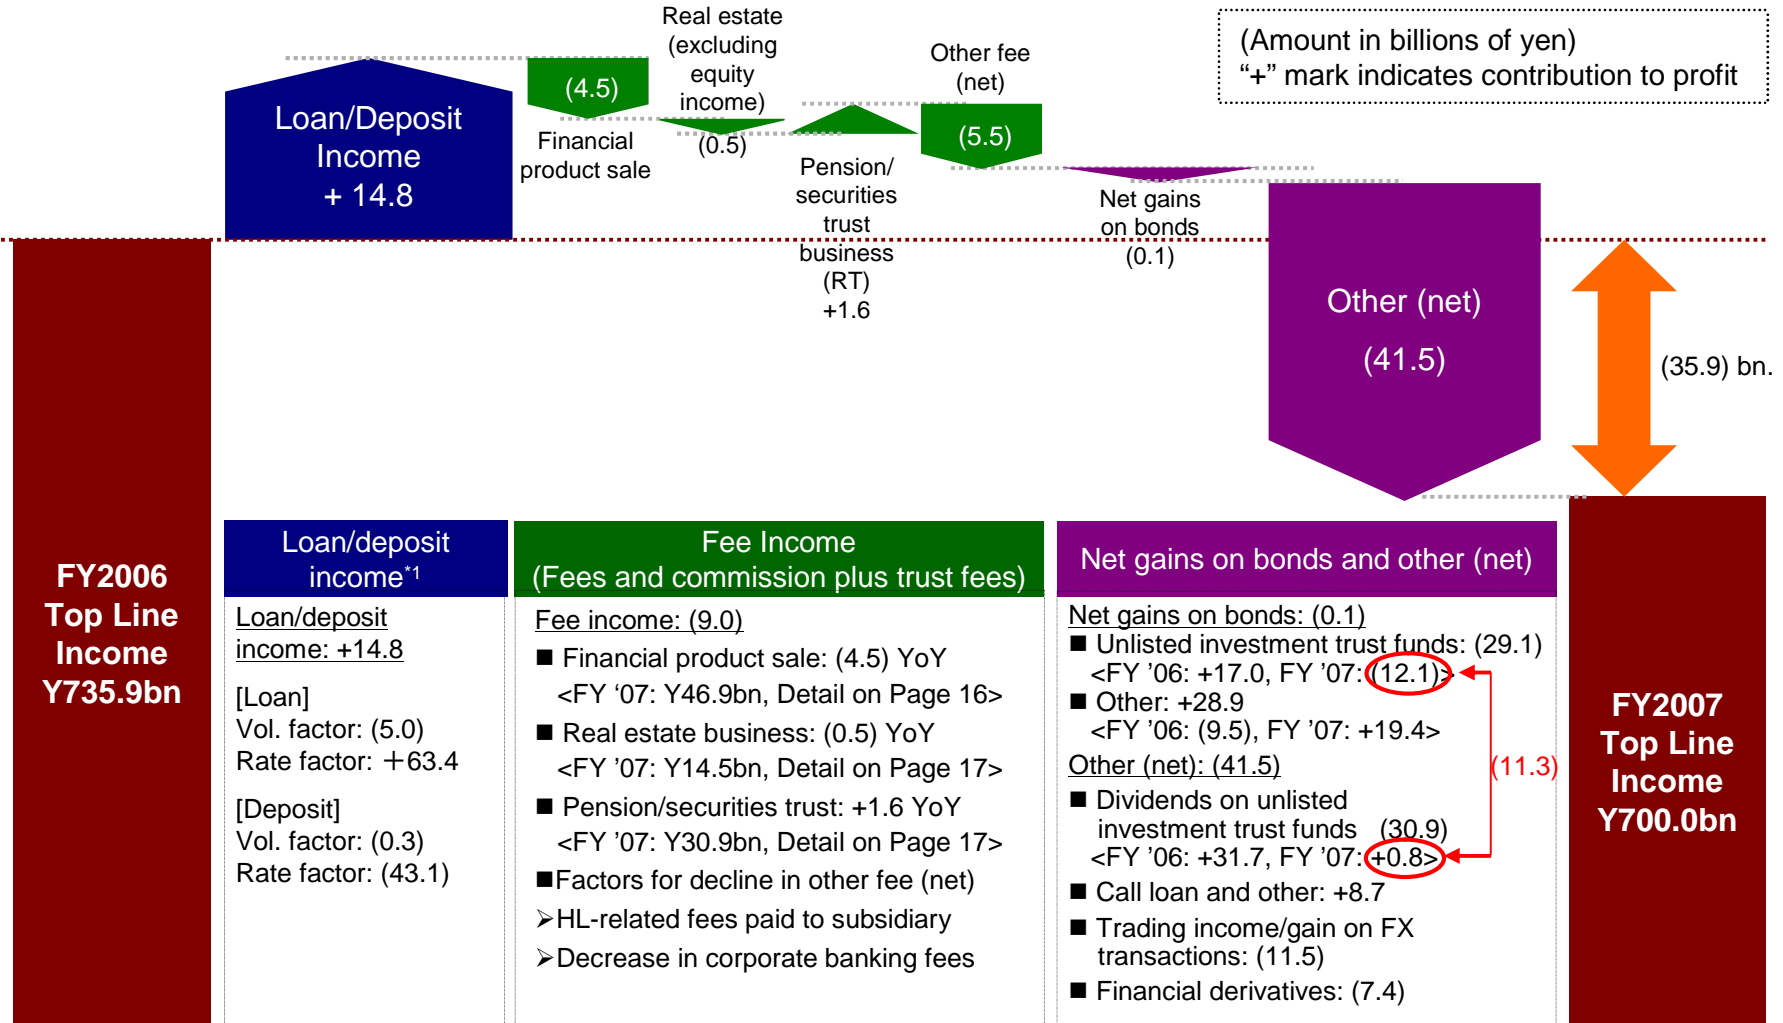 (Amount in billions of yen)
“+” mark indicates contribution to profit
Loan/Deposit
Income
+ 14.8
(4.5)
Financial
product sale
Real estate
(excluding
equity
income)
(0.5)
Pension/
securities
trust
business
(RT)
+1.6
Other fee
(net)
(5.5)
Net gains
on bonds
(0.1)
Other (net)
(41.5)
(35.9) bn.
FY2006
Top Line
Income
Y735.9bn
Loan/deposit
income*1
Loan/deposit
income: +14.8
[Loan]
Vol. factor: (5.0)
Rate factor: ＋63.4
[Deposit]
Vol. factor: (0.3)
Rate factor: (43.1)
Fee Income
(Fees and commission plus trust fees)
Fee income: (9.0)
■ Financial product sale: (4.5) YoY
<FY ‘07: Y46.9bn, Detail on Page 16>
■ Real estate business: (0.5) YoY
<FY ’07: Y14.5bn, Detail on Page 17>
■ Pension/securities trust: +1.6 YoY
<FY ’07: Y30.9bn, Detail on Page 17>
■Factors for decline in other fee (net)
➢HL-related fees paid to subsidiary
➢Decrease in corporate banking fees
Net gains on bonds and other (net)
Net gains on bonds: (0.1)
■ Unlisted investment trust funds: (29.1)
<FY ’06: +17.0, FY ’07: (12.1)>
■ Other: +28.9
<FY ’06: (9.5), FY ’07: +19.4>
Other (net): (41.5)
■ Dividends on unlisted
investment trust funds (30.9)
<FY ’06: +31.7, FY ’07: +0.8>
■ Call loan and other: +8.7
■ Trading income/gain on FX
transactions: (11.5)
■ Financial derivatives: (7.4)
(11.3)
FY2007
Top Line
Income
Y700.0bn